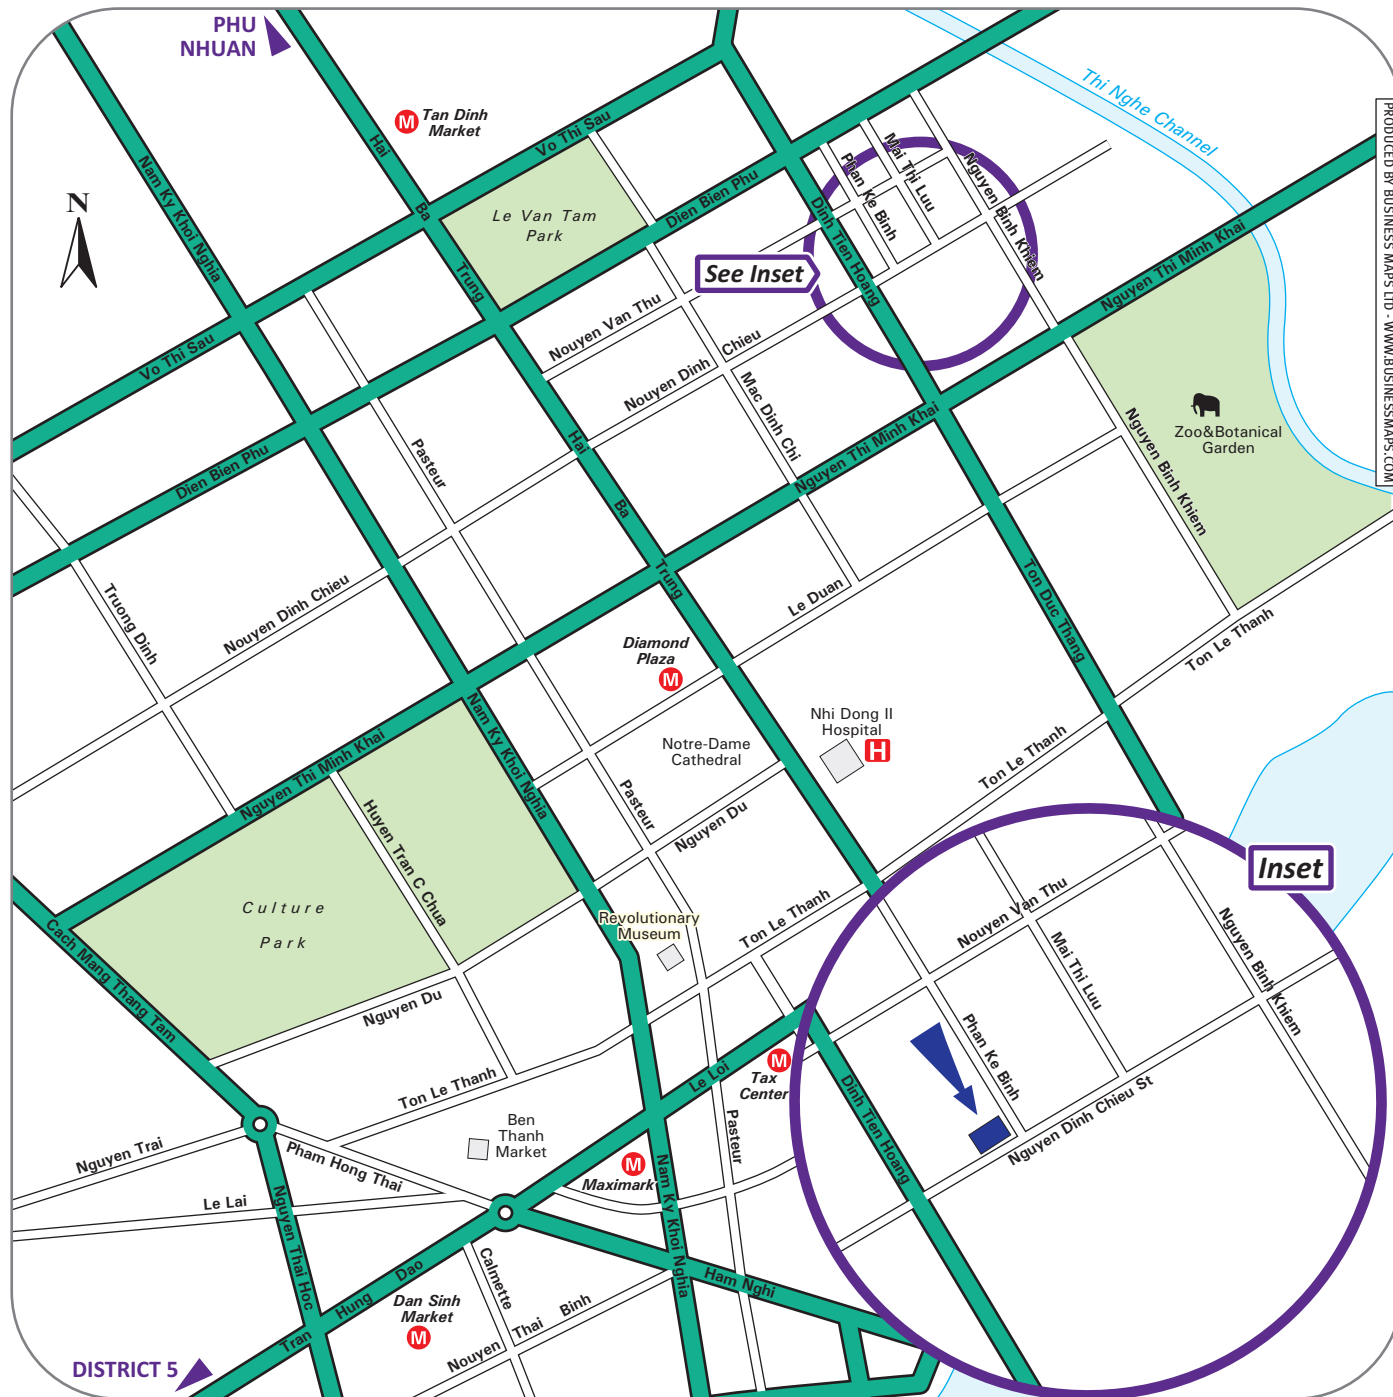 PHU
NHUAN
Thi Nghe Channel
PRODUCED BY BUSINESS MAPS LTD - WWW.BUSINESSMAPS.COM
Tan Dinh
Market
Hai
Vo Thi Sau
Nam Ky Khoi Nghia
N
Ba
Le Van Tam
Park
Dien Bien Phu
Phan Ke Binh
Mai Thi Luu
Nguyen Binh Khiem
Dinh Tien Hoang
See Inset
Trung
Nguyen Thi Minh Khai
Nouyen Van Thu
Vo Thi Sau
Nouyen Dinh Chieu
Mac Dinh Chi
Zoo&Botanical
Garden
Nguyen Binh Khiem
Pasteur
Hai
Dien Bien Phu
Nguyen Thi Minh Khai
Ba
Trung
Truong Dinh
Nouyen Dinh Chieu
Le Duan
Ton Duc Thang
Ton Le Thanh
Diamond
Plaza
M
M
Nhi Dong II
Hospital
H
Notre-Dame
Cathedral
Nam Ky Khoi Nghia
Nguyen Thi Minh Khai
Ton Le Thanh
Pasteur
Huyen Tran C Chua
Nguyen Du
Inset
Culture
Park
Revolutionary
Museum
Ton Le Thanh
Nouyen Van Thu
Cach Mang Thang Tam
Mai Thi Luu
Nguyen Binh Khiem
Nguyen Du
Phan Ke Binh
Le Loi
M
Tax
Center
Dinh Tien Hoang
Ton Le Thanh
Nguyen Dinh Chieu St
Ben
Thanh
Market
Pasteur
Nguyen Trai
Pham Hong Thai
M
Maximark
Nam Ky Khoi Nghia
Le Lai
Nguyen Thai Hoc
Calmette
Ham Nghi
Tran Hung Dao
Dan Sinh
Market
M
Nouyen Thai Binh
DISTRICT 5